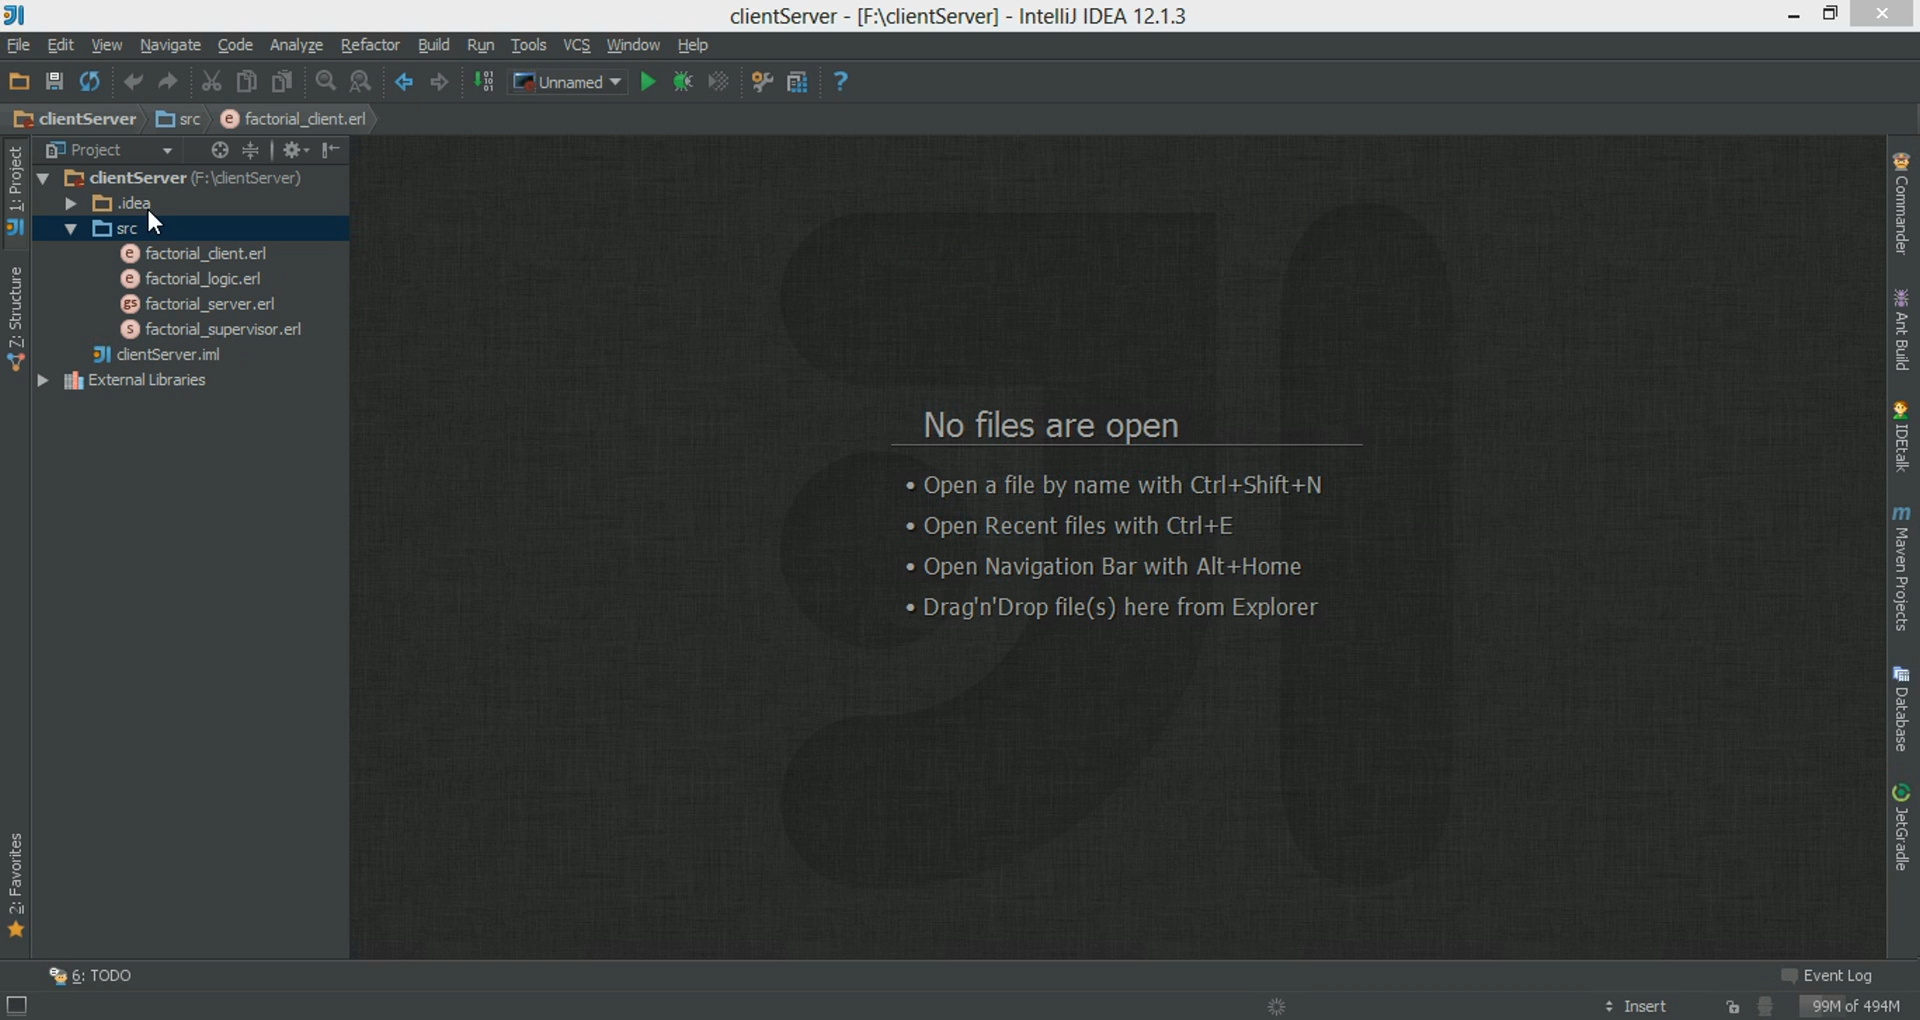 clientServer - [F:\clientServer] - IntelliJ IDEA 12.1.3
File Edit View Navigate Code Analyze Refactor Build Run Tools VCS Window Help
Unnamed
clientServer src factorial_client.erl
Project
clientServer (F:\clientServer)
.idea
src
factorial_client.erl
factorial_logic.erl
factorial_server.erl
factorial_supervisor.erl
clientServer.iml
External Libraries
1: Project
7: Structure
2: Favorites
No files are open
• Open a file by name with Ctrl+Shift+N
• Open Recent files with Ctrl+E
• Open Navigation Bar with Alt+Home
• Drag'n'Drop file(s) here from Explorer
Commander
Ant Build
IDEtalk
Maven Projects
Database
JetGradle
6: TODO
Event Log
Insert
99M of 494M